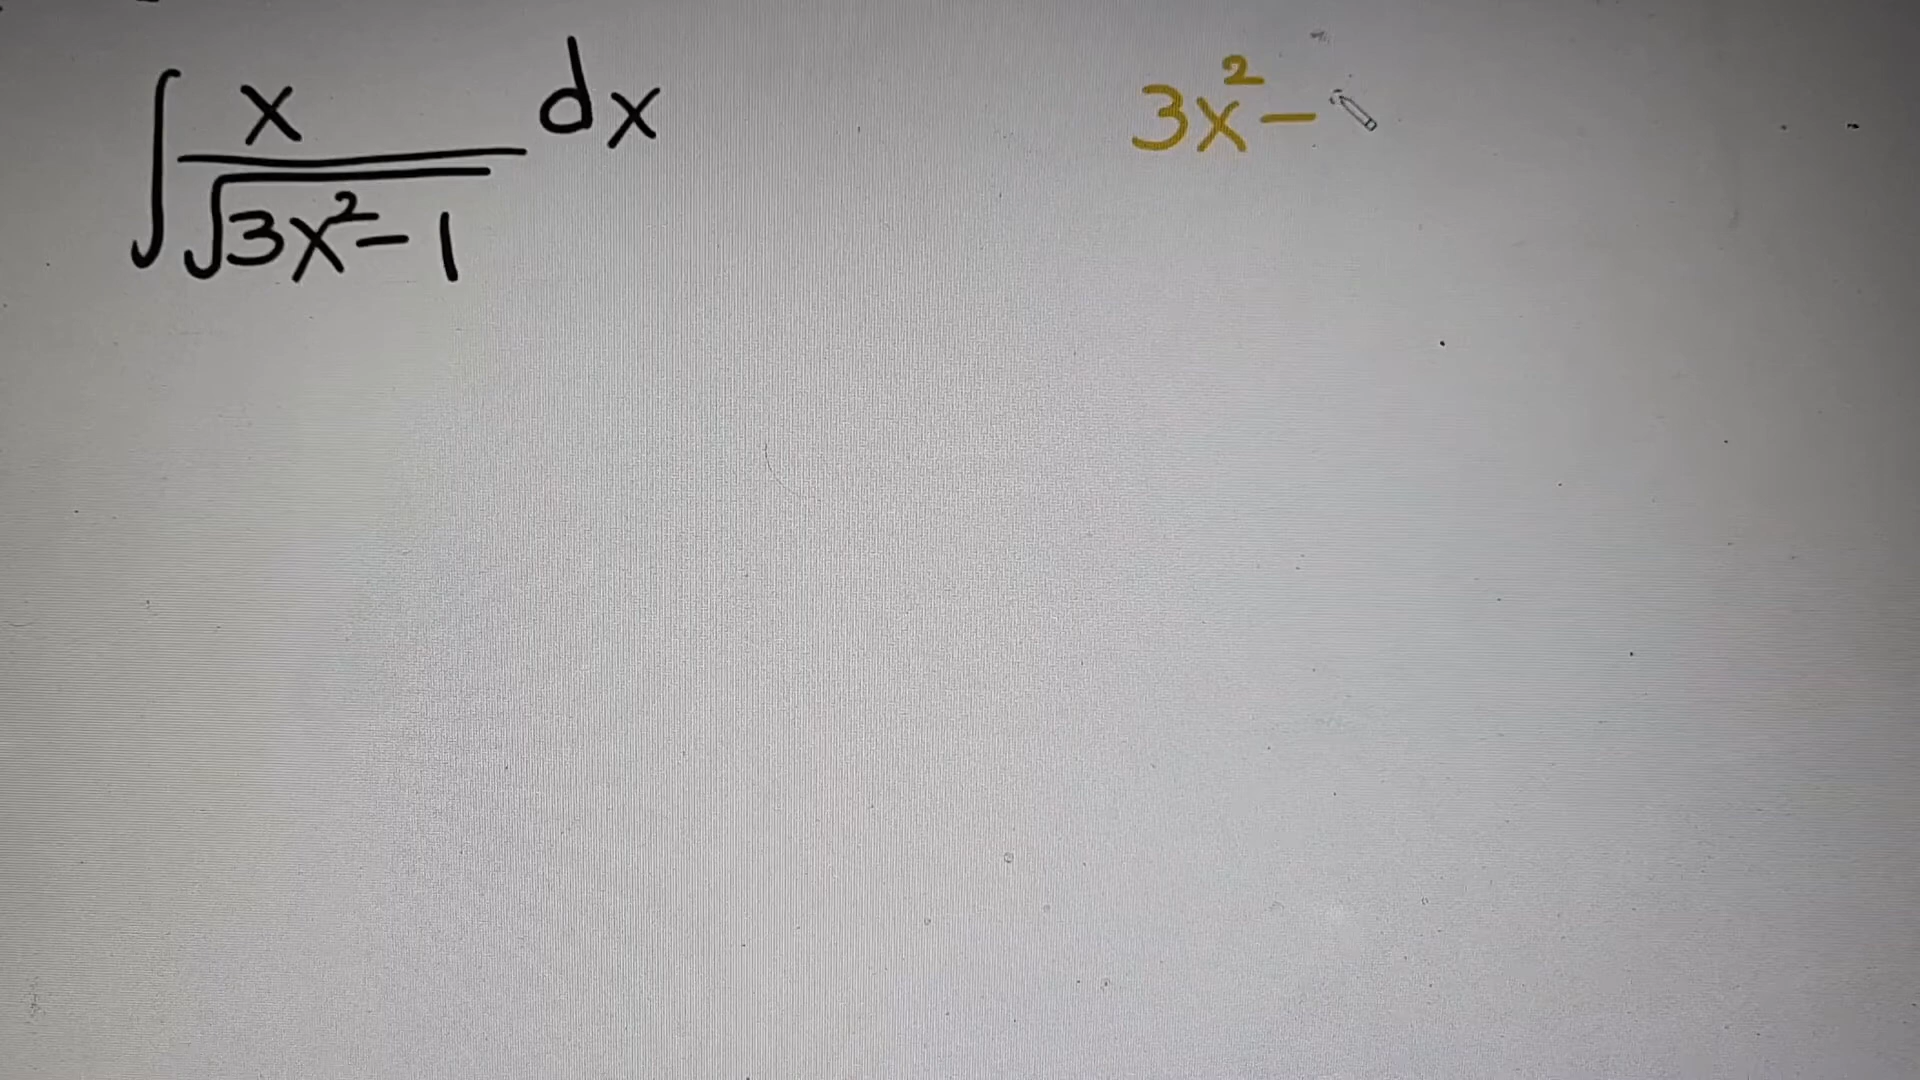 ∫ x/√(3x²-1) dx
3x²-